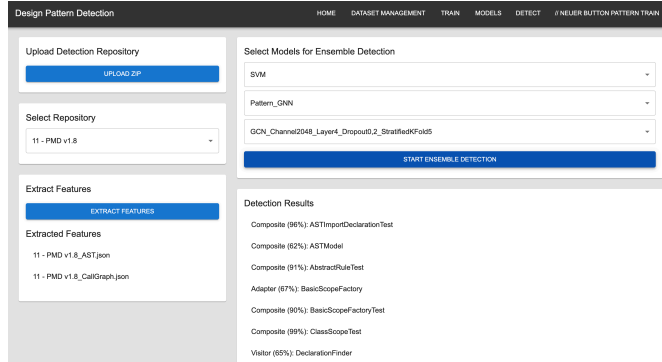 Design Pattern Detection
HOME DATASET MANAGEMENT TRAIN MODELS DETECT // NEUER BUTTON PATTERN TRAIN
Upload Detection Repository
UPLOAD ZIP
Select Repository
11 - PMD v1.8
Extract Features
EXTRACT FEATURES
Extracted Features
11 - PMD v1.8_AST.json
11 - PMD v1.8_CallGraph.json
Select Models for Ensemble Detection
SVM
Pattern_GNN
GCN_Channel2048_Layer4_Dropout0,2_StratifiedKFold5
START ENSEMBLE DETECTION
Detection Results
Composite (96%): ASTImportDeclarationTest
Composite (62%): ASTModel
Composite (91%): AbstractRuleTest
Adapter (67%): BasicScopeFactory
Composite (90%): BasicScopeFactoryTest
Composite (99%): ClassScopeTest
Visitor (65%): DeclarationFinder